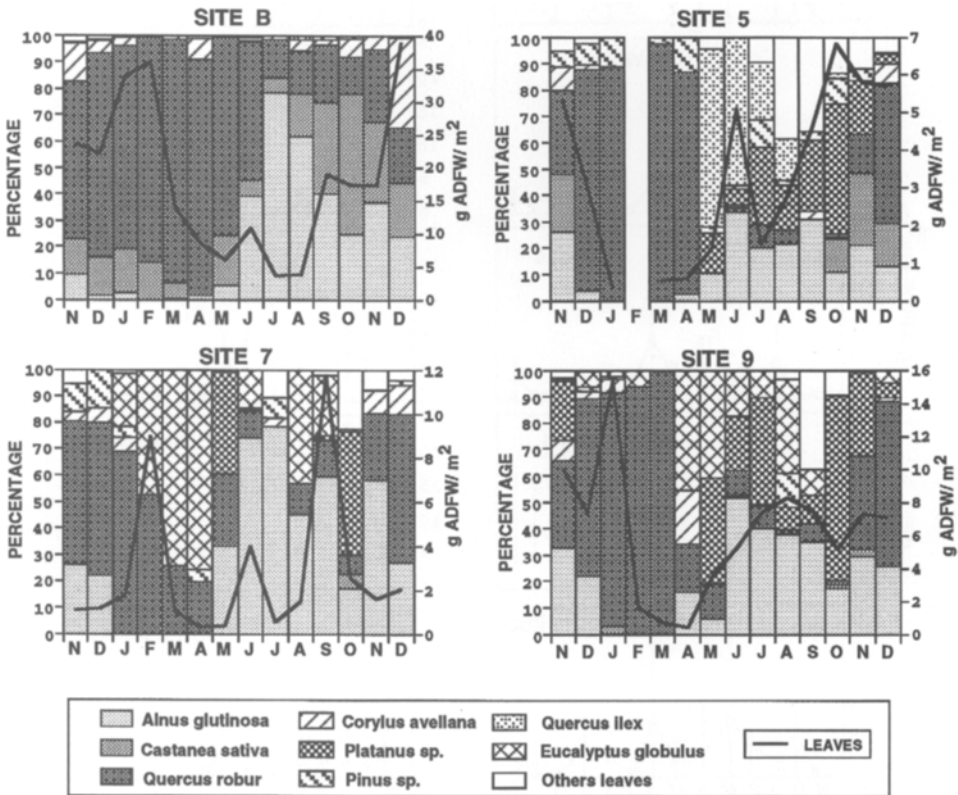 SITE B
PERCENTAGE
100
90
80
70
60
50
40
30
20
10
0
N D J F M A M J J A S O N D
40
35
30
25
20
15
10
5
0
g ADFW/ m2
SITE 5
PERCENTAGE
100
90
80
70
60
50
40
30
20
10
0
N D J F M A M J J A S O N D
7
6
5
4
3
2
1
0
g ADFW/ m2
SITE 7
PERCENTAGE
100
90
80
70
60
50
40
30
20
10
0
N D J F M A M J J A S O N D
12
10
8
6
4
2
0
g ADFW/ m2
SITE 9
PERCENTAGE
100
90
80
70
60
50
40
30
20
10
0
N D J F M A M J J A S O N D
16
14
12
10
8
6
4
2
0
g ADFW/ m2
Alnus glutinosa
Castanea sativa
Quercus robur
Corylus avellana
Platanus sp.
Pinus sp.
Quercus ilex
Eucalyptus globulus
Others leaves
LEAVES